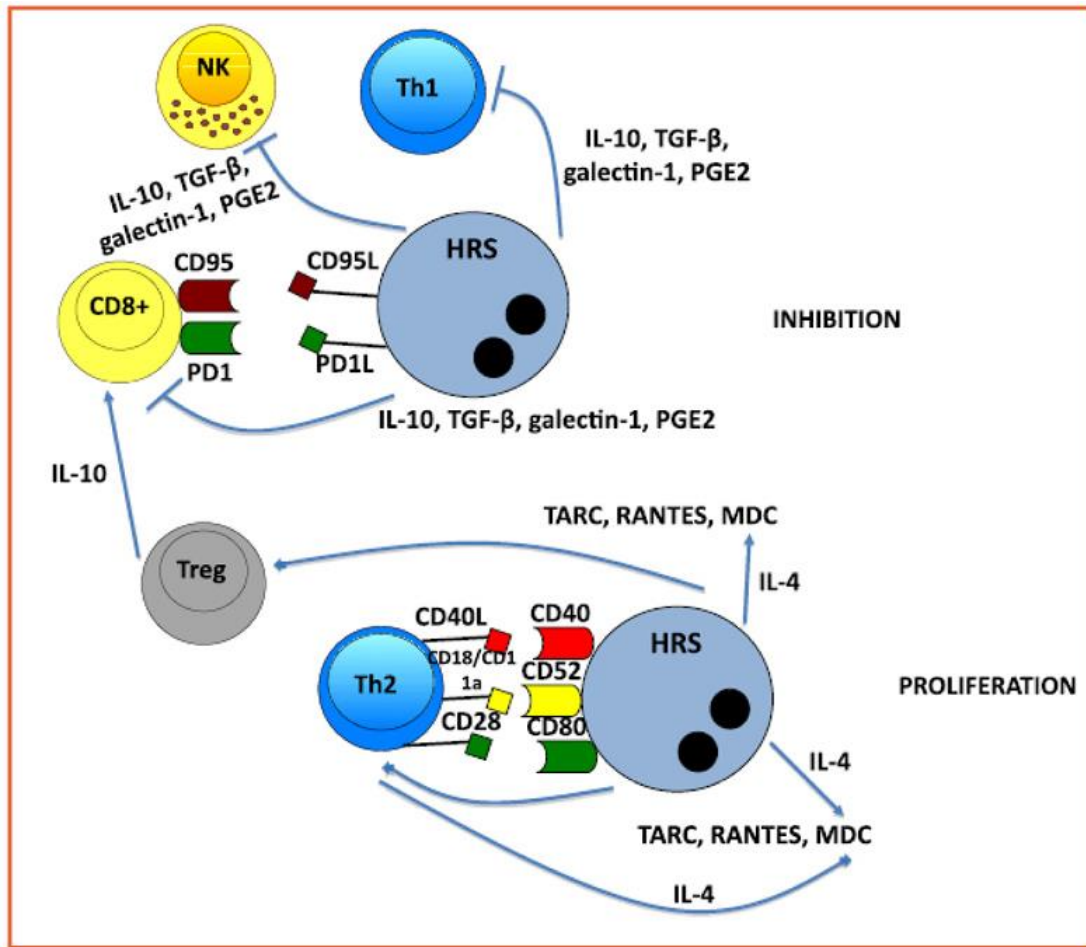 NK
Th1
IL-10, TGF-β,
galectin-1, PGE2
IL-10, TGF-β,
galectin-1, PGE2
HRS
CD95
CD95L
CD8+
INHIBITION
PD1
PD1L
IL-10, TGF-β, galectin-1, PGE2
IL-10
TARC, RANTES, MDC
Treg
IL-4
CD40L
CD40
HRS
CD18/CD1
1a
CD52
Th2
PROLIFERATION
CD28
CD80
IL-4
TARC, RANTES, MDC
IL-4